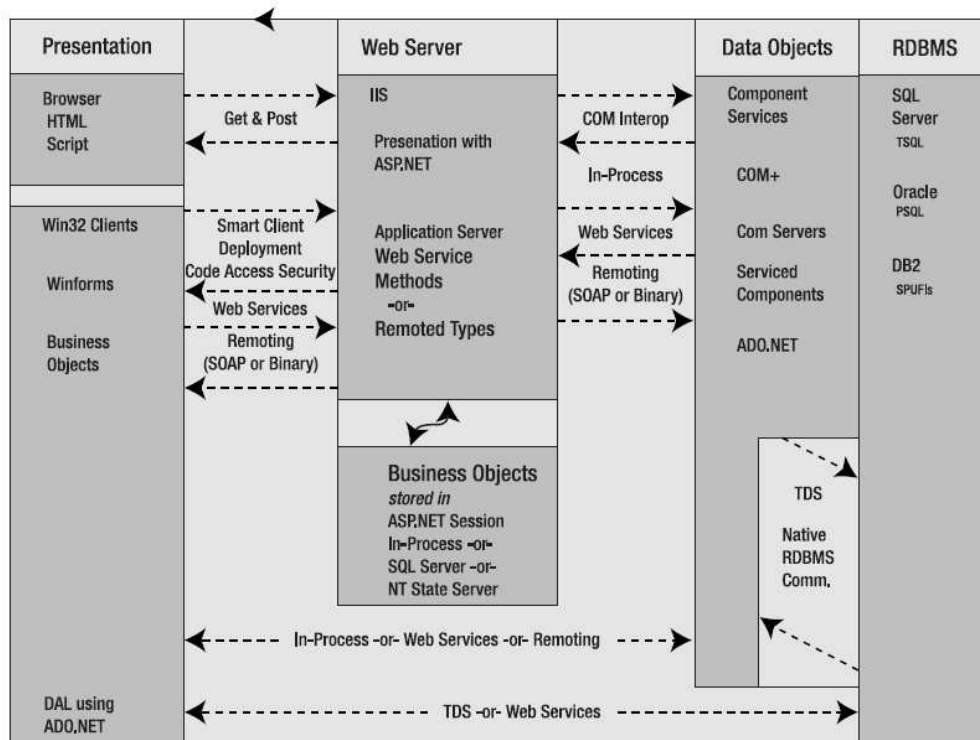 Presentation
Web Server
Data Objects
RDBMS
Browser
HTML
Script
Get & Post
IIS
Presenation with
ASP.NET
COM Interop
In-Process
Component
Services
COM+
SQL
Server
TSQL
Oracle
PSQL
Win32 Clients
Winforms
Business
Objects
Smart Client
Deployment
Code Access Security
Web Services
Remoting
(SOAP or Binary)
Application Server
Web Service
Methods
-or-
Remoted Types
Web Services
Remoting
(SOAP or Binary)
Com Servers
Serviced
Components
ADO.NET
DB2
SPUFIs
Business Objects
stored in
ASP.NET Session
In-Process -or-
SQL Server -or-
NT State Server
TDS
Native
RDBMS
Comm.
In-Process -or- Web Services -or- Remoting
DAL using
ADO.NET
TDS -or- Web Services